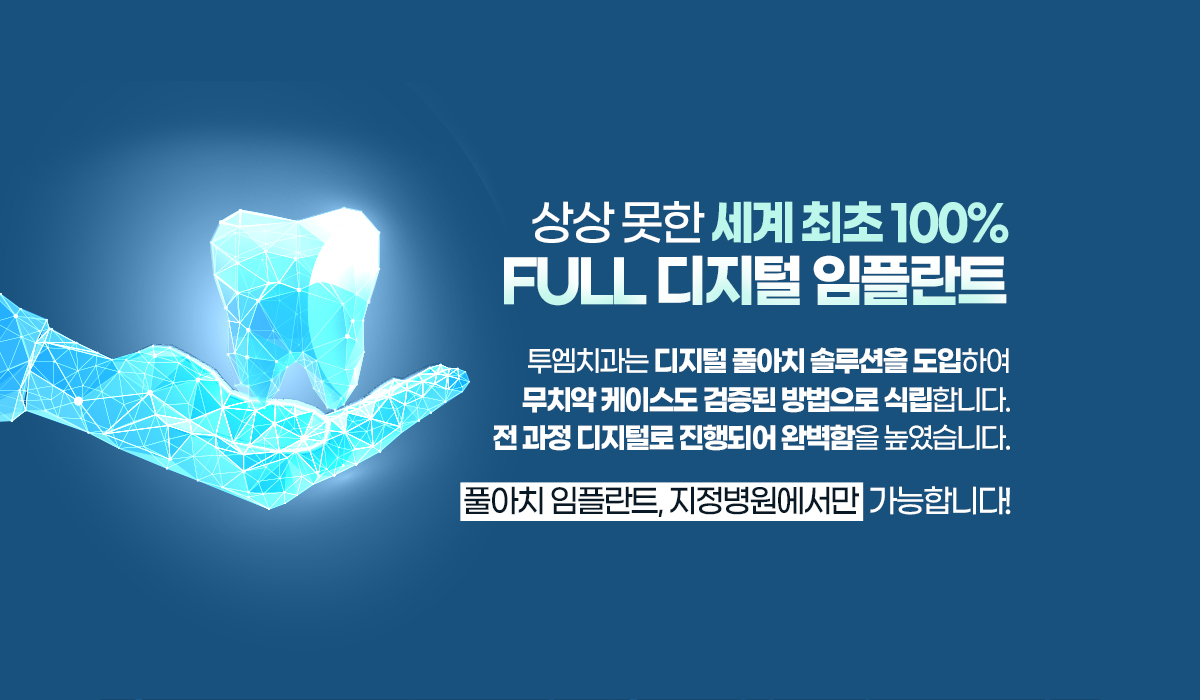 상상 못한 세계 최초 100%
FULL 디지털 임플란트
투엠치과는 디지털 풀아치 솔루션을 도입하여
무치악 케이스도 검증된 방법으로 식립합니다.
전 과정 디지털로 진행되어 완벽함을 높였습니다.
풀아치 임플란트, 지정병원에서만 가능합니다!